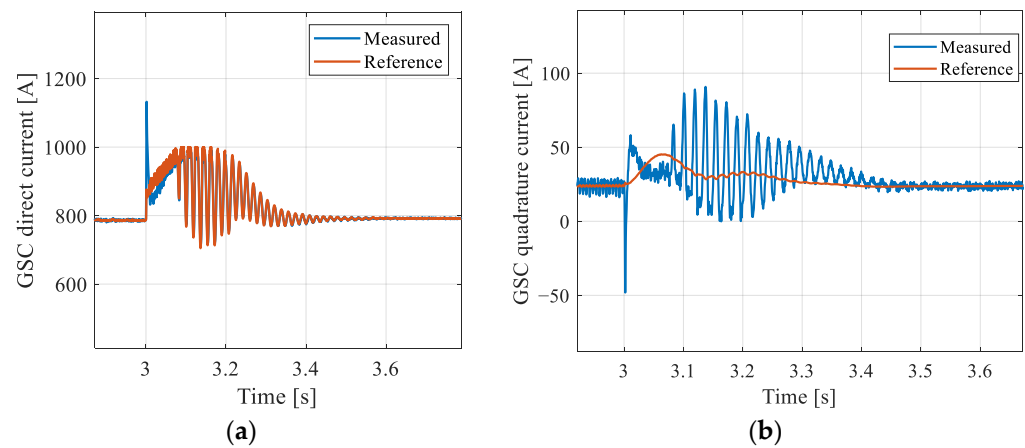 GSC direct current [A]
1200
1000
800
600
Measured
Reference
3
3.2
3.4
3.6
Time [s]
(a)
GSC quadrature current [A]
100
50
0
−50
Measured
Reference
3
3.1
3.2
3.3
3.4
3.5
3.6
Time [s]
(b)